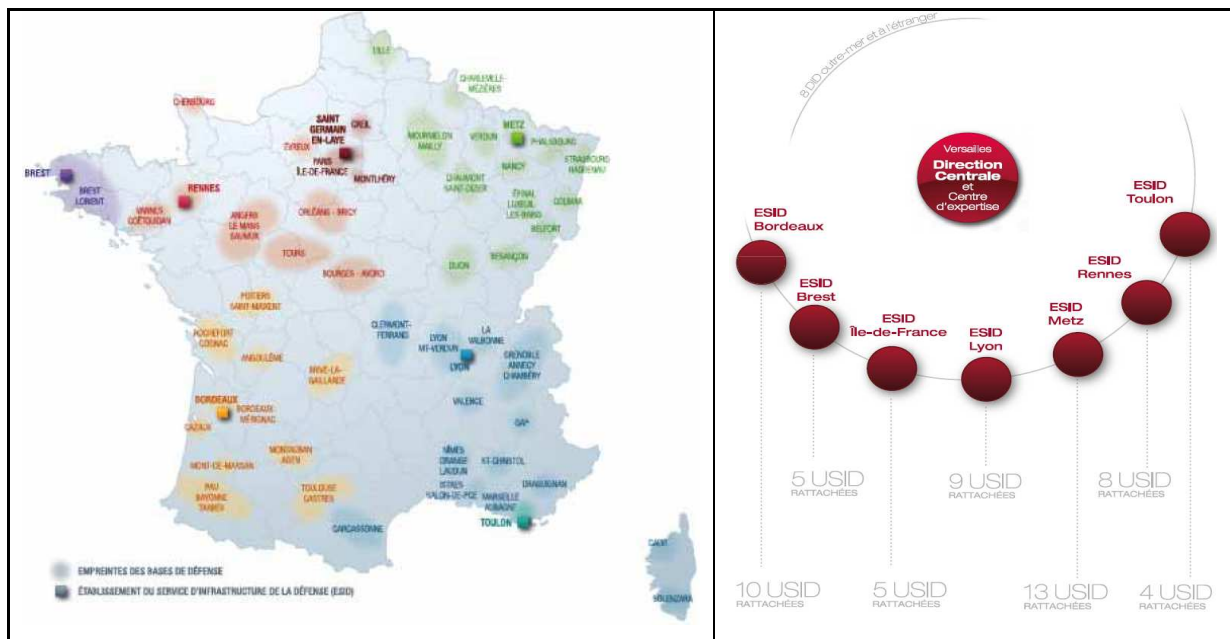 LILLE
CHARLEVILLE-
MÉZIÈRES
CHERBOURG
SAINT
GERMAIN
EN-LAYE
CREIL
ÉVREUX
PARIS
ÎLE-DE-FRANCE
MONTLHÉRY
MOURMELON
MAILLY
VERDUN
METZ
PHALSBOURG
STRASBOURG
HAGUENAU
NANCY
CHAUMONT
SAINT-DIZIER
ÉPINAL
LUXEUIL
LES-BAINS
COLMAR
BELFORT
BREST
BREST
LORIENT
RENNES
VANNES
COËTQUIDAN
ANGERS
LE MANS
SAUMUR
ORLÉANS - BRICY
TOURS
BOURGES - AVORD
DIJON
BESANÇON
POITIERS
SAINT-MAIXENT
ROCHEFORT
COGNAC
ANGOULÊME
BRIVE-LA-
GAILLARDE
CLERMONT-
FERRAND
LYON
MT-VERDUN
LA
VALBONNE
LYON
GRENOBLE
ANNECY
CHAMBÉRY
VALENCE
GAP
BORDEAUX
BORDEAUX
MÉRIGNAC
CAZAUX
MONT-DE-MARSAN
MONTAUBAN
AGEN
PAU
BAYONNE
TARBES
TOULOUSE
CASTRES
NÎMES
ORANGE
LAUDUN
ST-CHRISTOL
ISTRES
SALON-DE-PCE
MARSEILLE
AUBAGNE
DRAGUIGNAN
TOULON
CARCASSONNE
CALVI
SOLENZARA
EMPREINTES DES BASES DE DÉFENSE
ÉTABLISSEMENT DU SERVICE D'INFRASTRUCTURE DE LA DÉFENSE (ESID)
8 DID outre-mer et à l'étranger
Versailles
Direction
Centrale
et
Centre
d'expertise
ESID
Bordeaux
ESID
Brest
ESID
Île-de-France
ESID
Lyon
ESID
Metz
ESID
Rennes
ESID
Toulon
5 USID
RATTACHÉES
9 USID
RATTACHÉES
8 USID
RATTACHÉES
10 USID
RATTACHÉES
5 USID
RATTACHÉES
13 USID
RATTACHÉES
4 USID
RATTACHÉES